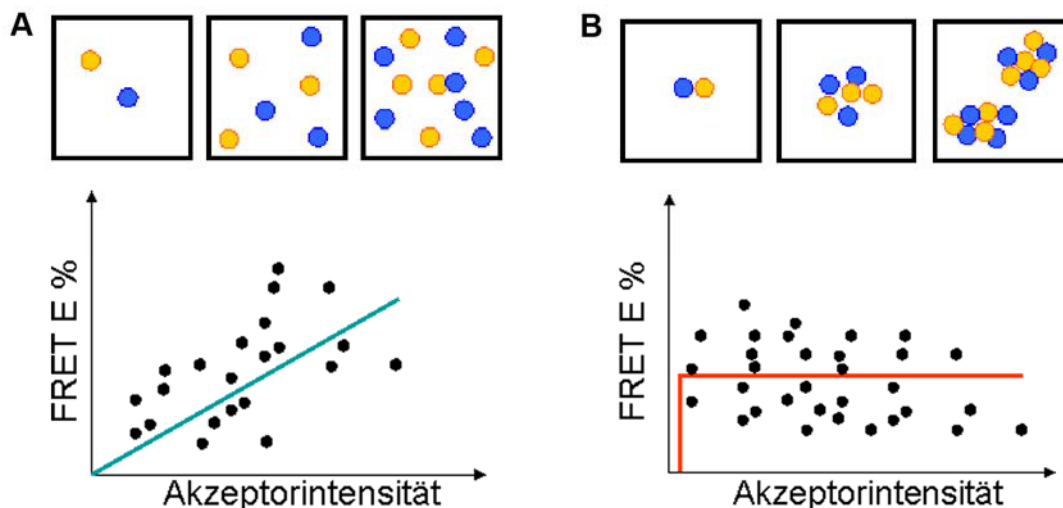 A
B
FRET E %
Akzeptorintensität
FRET E %
Akzeptorintensität